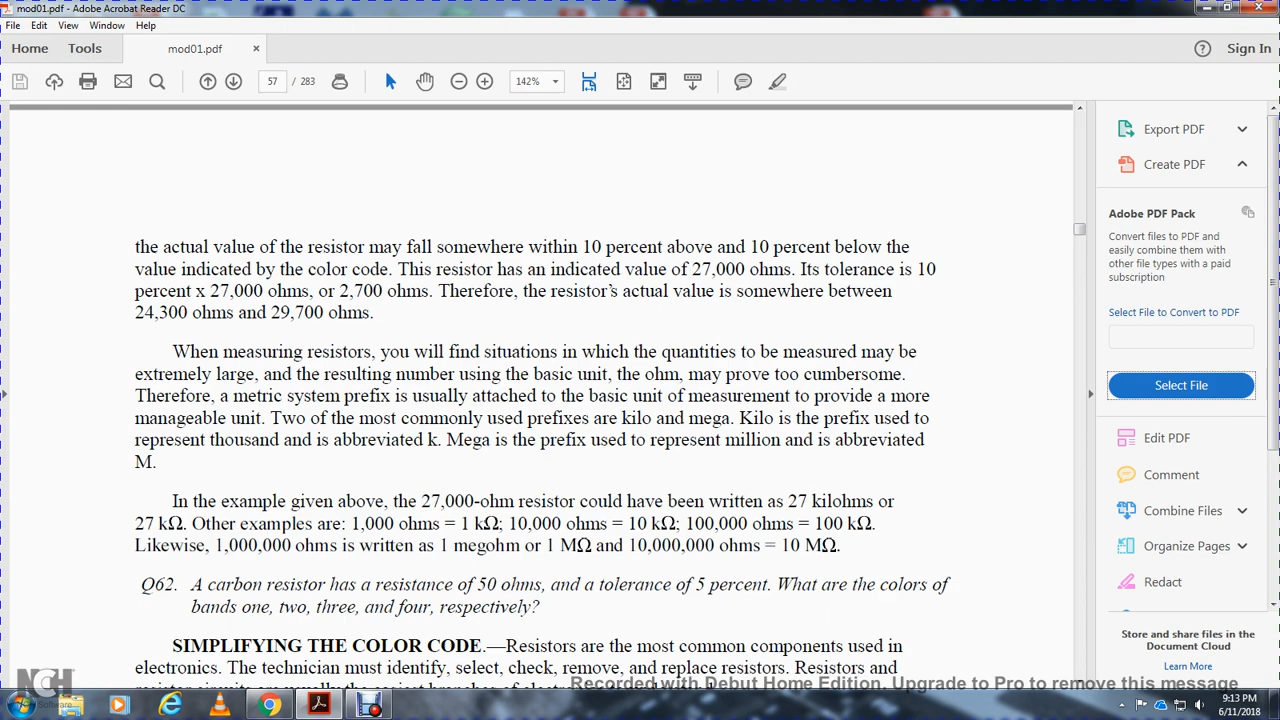 mod01.pdf - Adobe Acrobat Reader DC
File Edit View Window Help
Home Tools mod01.pdf × Sign In
57 / 283 142%
the actual value of the resistor may fall somewhere within 10 percent above and 10 percent below the
value indicated by the color code. This resistor has an indicated value of 27,000 ohms. Its tolerance is 10
percent x 27,000 ohms, or 2,700 ohms. Therefore, the resistor's actual value is somewhere between
24,300 ohms and 29,700 ohms.
When measuring resistors, you will find situations in which the quantities to be measured may be
extremely large, and the resulting number using the basic unit, the ohm, may prove too cumbersome.
Therefore, a metric system prefix is usually attached to the basic unit of measurement to provide a more
manageable unit. Two of the most commonly used prefixes are kilo and mega. Kilo is the prefix used to
represent thousand and is abbreviated k. Mega is the prefix used to represent million and is abbreviated
M.
In the example given above, the 27,000-ohm resistor could have been written as 27 kilohms or
27 kΩ. Other examples are: 1,000 ohms = 1 kΩ; 10,000 ohms = 10 kΩ; 100,000 ohms = 100 kΩ.
Likewise, 1,000,000 ohms is written as 1 megohm or 1 MΩ and 10,000,000 ohms = 10 MΩ.
Q62. A carbon resistor has a resistance of 50 ohms, and a tolerance of 5 percent. What are the colors of
bands one, two, three, and four, respectively?
SIMPLIFYING THE COLOR CODE.—Resistors are the most common components used in
electronics. The technician must identify, select, check, remove, and replace resistors. Resistors and
Export PDF
Create PDF
Adobe PDF Pack
Convert files to PDF and
easily combine them with
other file types with a paid
subscription
Select File to Convert to PDF
Select File
Edit PDF
Comment
Combine Files
Organize Pages
Redact
Store and share files in the
Document Cloud
Learn More
NCH
Software
Recorded with Debut Home Edition. Upgrade to Pro to remove this message
9:13 PM
6/11/2018